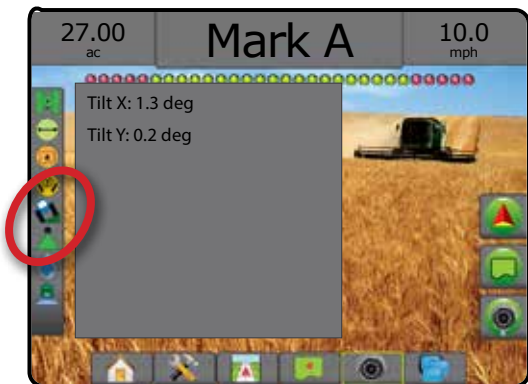 27.00
ac
Mark A
10.0
mph
Tilt X: 1.3 deg
Tilt Y: 0.2 deg